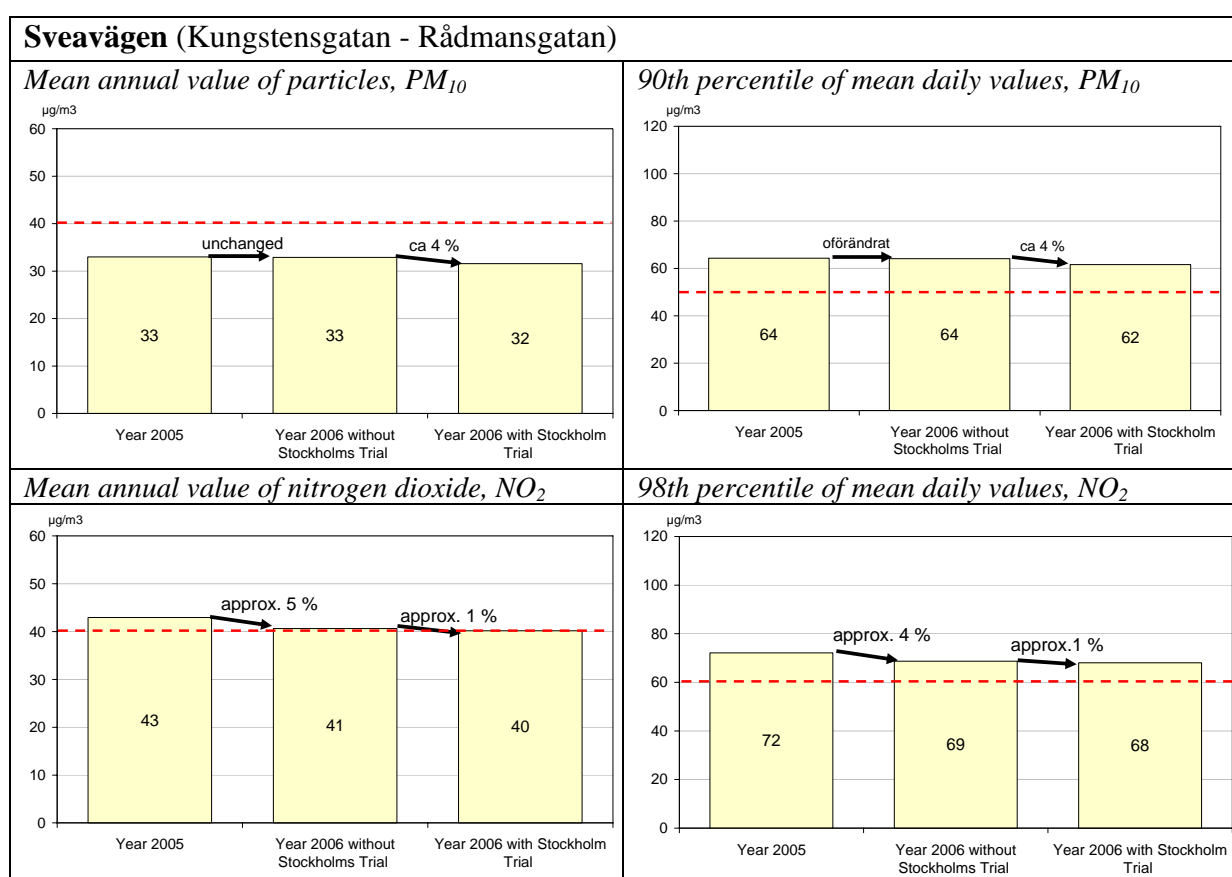 Sveavägen (Kungstensgatan - Rådmansgatan)
Mean annual value of particles, PM10
µg/m3
60
50
40
30
20
10
0
unchanged
ca 4 %
33
33
32
Year 2005
Year 2006 without
Stockholms Trial
Year 2006 with Stockholm
Trial
90th percentile of mean daily values, PM10
µg/m3
120
100
80
60
40
20
0
oförändrat
ca 4 %
64
64
62
Year 2005
Year 2006 without
Stockholms Trial
Year 2006 with Stockholm
Trial
Mean annual value of nitrogen dioxide, NO2
µg/m3
60
50
40
30
20
10
0
approx. 5 %
approx. 1 %
43
41
40
Year 2005
Year 2006 without
Stockholms Trial
Year 2006 with Stockholm
Trial
98th percentile of mean daily values, NO2
µg/m3
120
100
80
60
40
20
0
approx. 4 %
approx.1 %
72
69
68
Year 2005
Year 2006 without
Stockholms Trial
Year 2006 with Stockholm
Trial